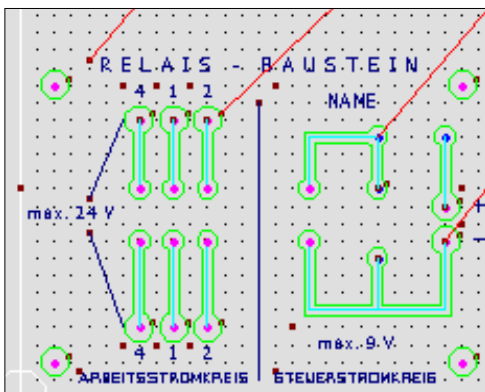 RELAIS - BAUSTEIN
4 1 2
NAME
max. 24 V
+
-
4 1 2
max. 9 V
ARBEITSSTROMKREIS
STEUERSTROMKREIS